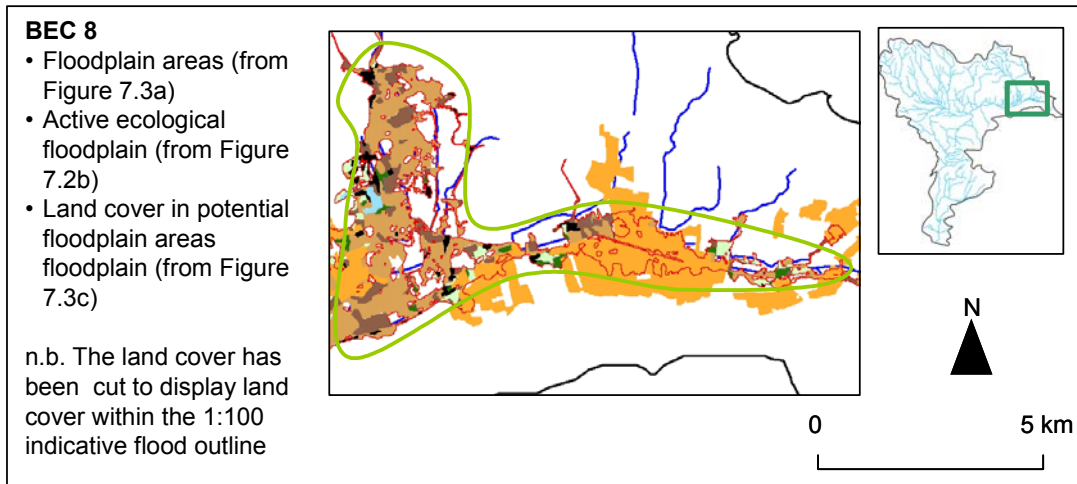 BEC 8
• Floodplain areas (from
Figure 7.3a)
• Active ecological
floodplain (from Figure
7.2b)
• Land cover in potential
floodplain areas
floodplain (from Figure
7.3c)
n.b. The land cover has
been cut to display land
cover within the 1:100
indicative flood outline
N
0 5 km